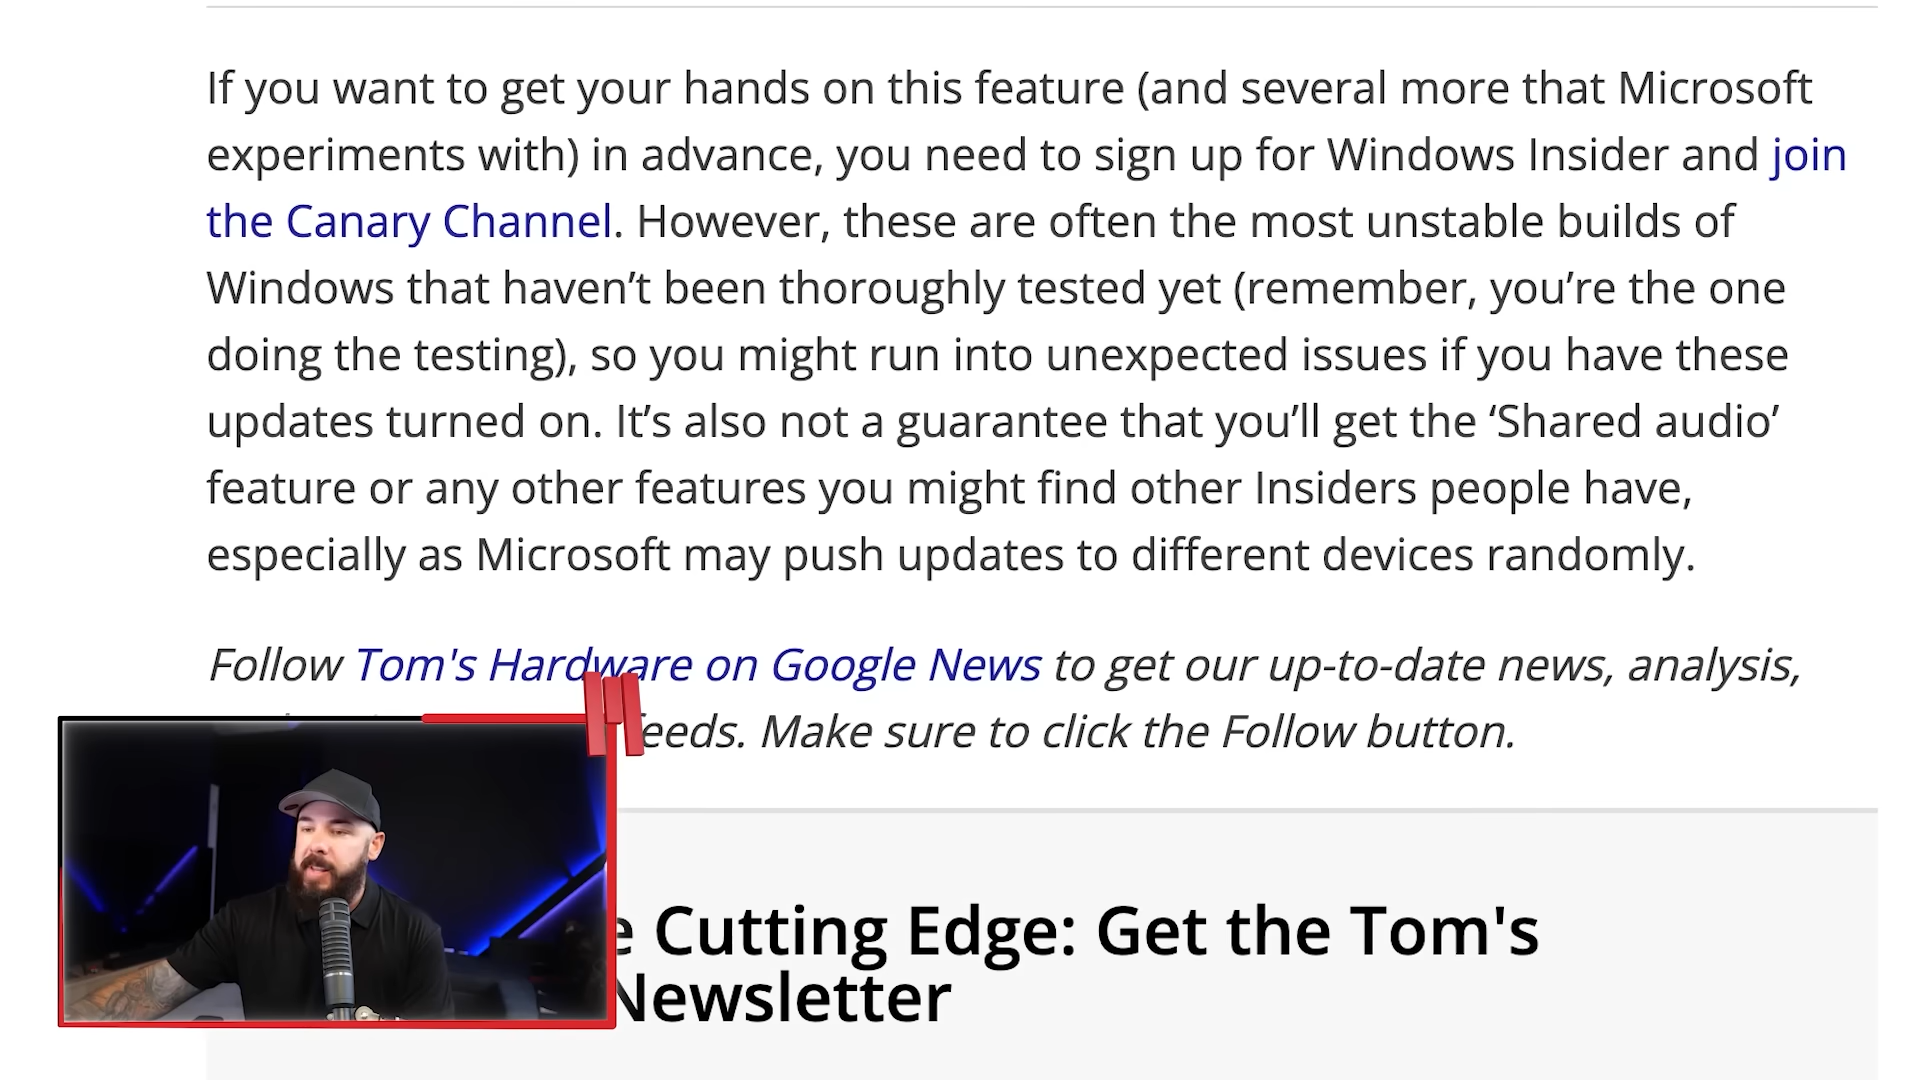 If you want to get your hands on this feature (and several more that Microsoft
experiments with) in advance, you need to sign up for Windows Insider and join
the Canary Channel. However, these are often the most unstable builds of
Windows that haven’t been thoroughly tested yet (remember, you’re the one
doing the testing), so you might run into unexpected issues if you have these
updates turned on. It’s also not a guarantee that you’ll get the ‘Shared audio’
feature or any other features you might find other Insiders people have,
especially as Microsoft may push updates to different devices randomly.
Follow Tom's Hardware on Google News to get our up-to-date news, analysis,
feeds. Make sure to click the Follow button.
Cutting Edge: Get the Tom's
Newsletter